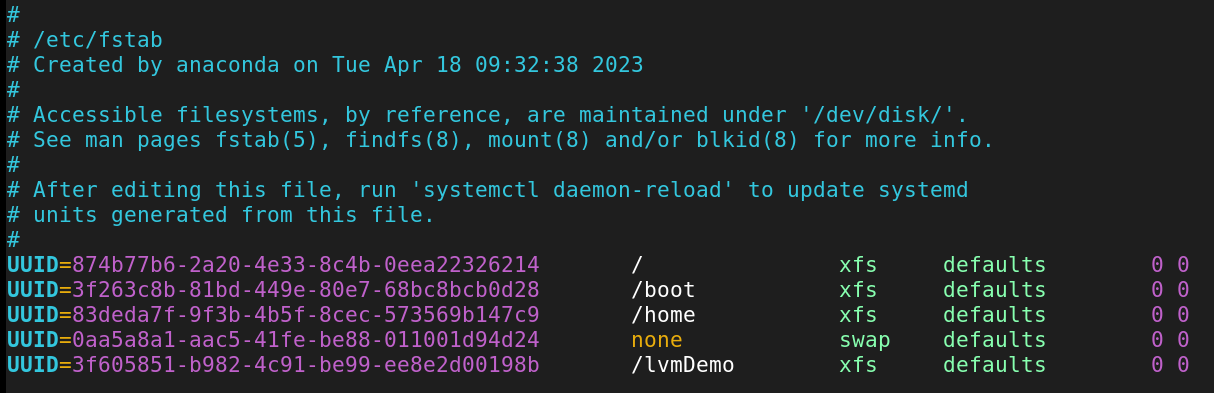 #
# /etc/fstab
# Created by anaconda on Tue Apr 18 09:32:38 2023
#
# Accessible filesystems, by reference, are maintained under '/dev/disk/'.
# See man pages fstab(5), findfs(8), mount(8) and/or blkid(8) for more info.
#
# After editing this file, run 'systemctl daemon-reload' to update systemd
# units generated from this file.
#
UUID=874b77b6-2a20-4e33-8c4b-0eea22326214       /               xfs     defaults        0 0
UUID=3f263c8b-81bd-449e-80e7-68bc8bcb0d28       /boot           xfs     defaults        0 0
UUID=83deda7f-9f3b-4b5f-8cec-573569b147c9       /home           xfs     defaults        0 0
UUID=0aa5a8a1-aac5-41fe-be88-011001d94d24       none            swap    defaults        0 0
UUID=3f605851-b982-4c91-be99-ee8e2d00198b       /lvmDemo        xfs     defaults        0 0